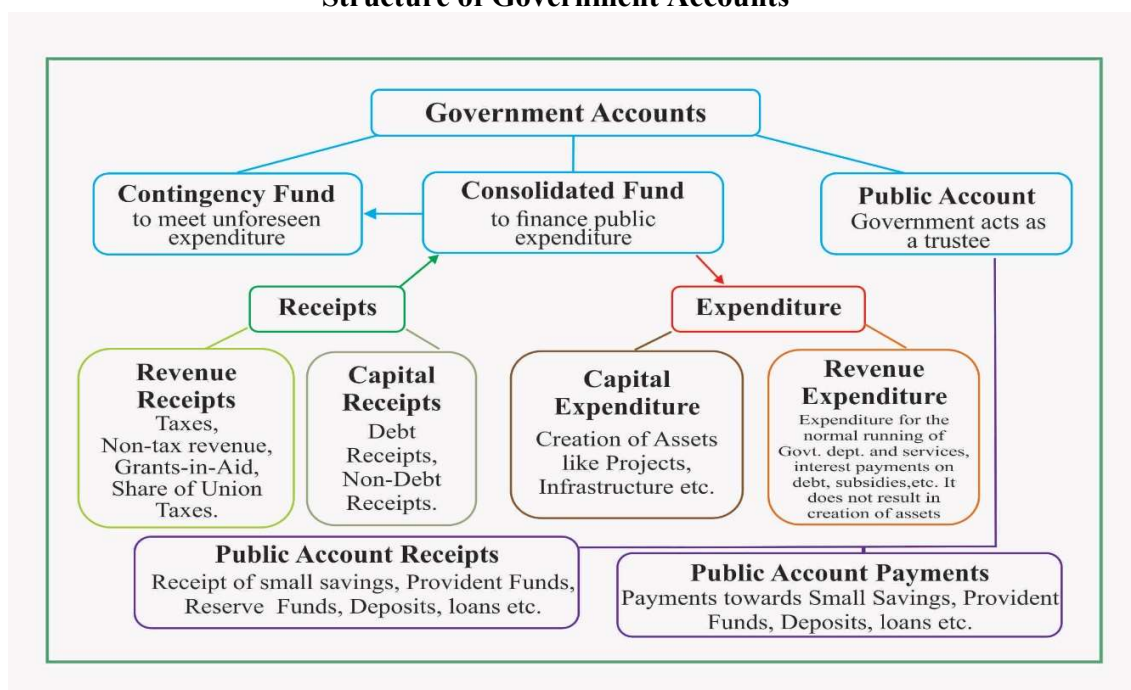 Structure of Government Accounts
Government Accounts
Contingency Fund
to meet unforeseen
expenditure
Consolidated Fund
to finance public
expenditure
Public Account
Government acts as
a trustee
Receipts
Expenditure
Revenue
Receipts
Taxes,
Non-tax revenue,
Grants-in-Aid,
Share of Union
Taxes.
Capital
Receipts
Debt
Receipts,
Non-Debt
Receipts.
Capital
Expenditure
Creation of Assets
like Projects,
Infrastructure etc.
Revenue
Expenditure
Expenditure for the
normal running of
Govt. dept. and services,
interest payments on
debt, subsidies,etc. It
does not result in
creation of assets
Public Account Receipts
Receipt of small savings, Provident Funds,
Reserve Funds, Deposits, loans etc.
Public Account Payments
Payments towards Small Savings, Provident
Funds, Deposits, loans etc.